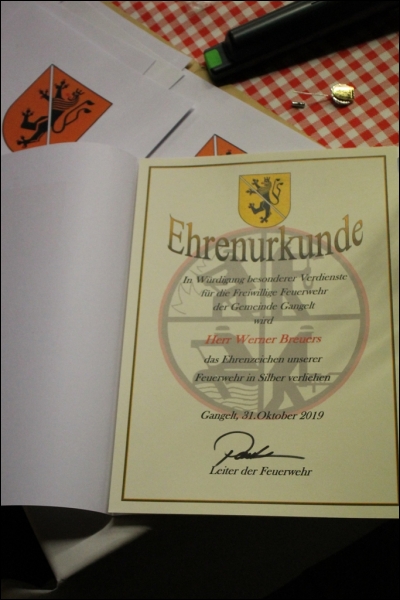 Ehrenurkunde
In Würdigung besonderer Verdienste
für die Freiwillige Feuerwehr
der Gemeinde Gangelt
wird
Herr Werner Breuers
das Ehrenzeichen unserer
Feuerwehr in Silber verliehen
Gangelt, 31.Oktober 2019
Leiter der Feuerwehr